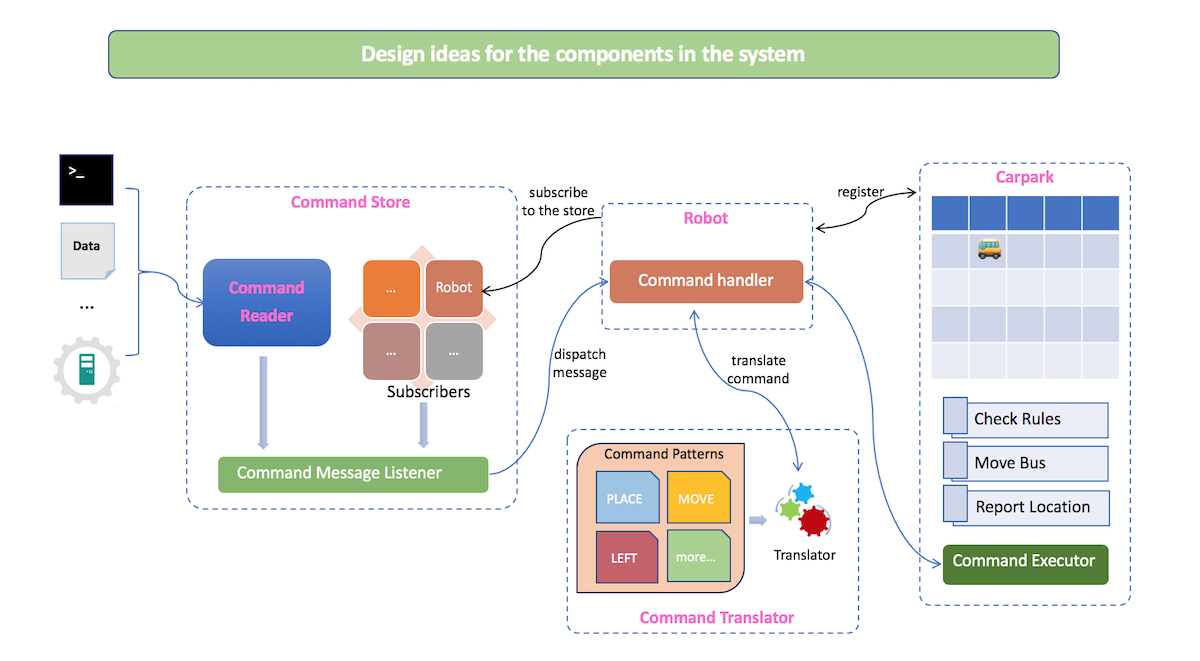 Design ideas for the components in the system
>_
Data
...
Command Store
Command
Reader
...
Robot
...
...
Subscribers
Command Message Listener
subscribe
to the store
dispatch
message
Robot
Command handler
translate
command
register
Command Patterns
PLACE
MOVE
LEFT
more...
Translator
Command Translator
Carpark
Check Rules
Move Bus
Report Location
Command Executor